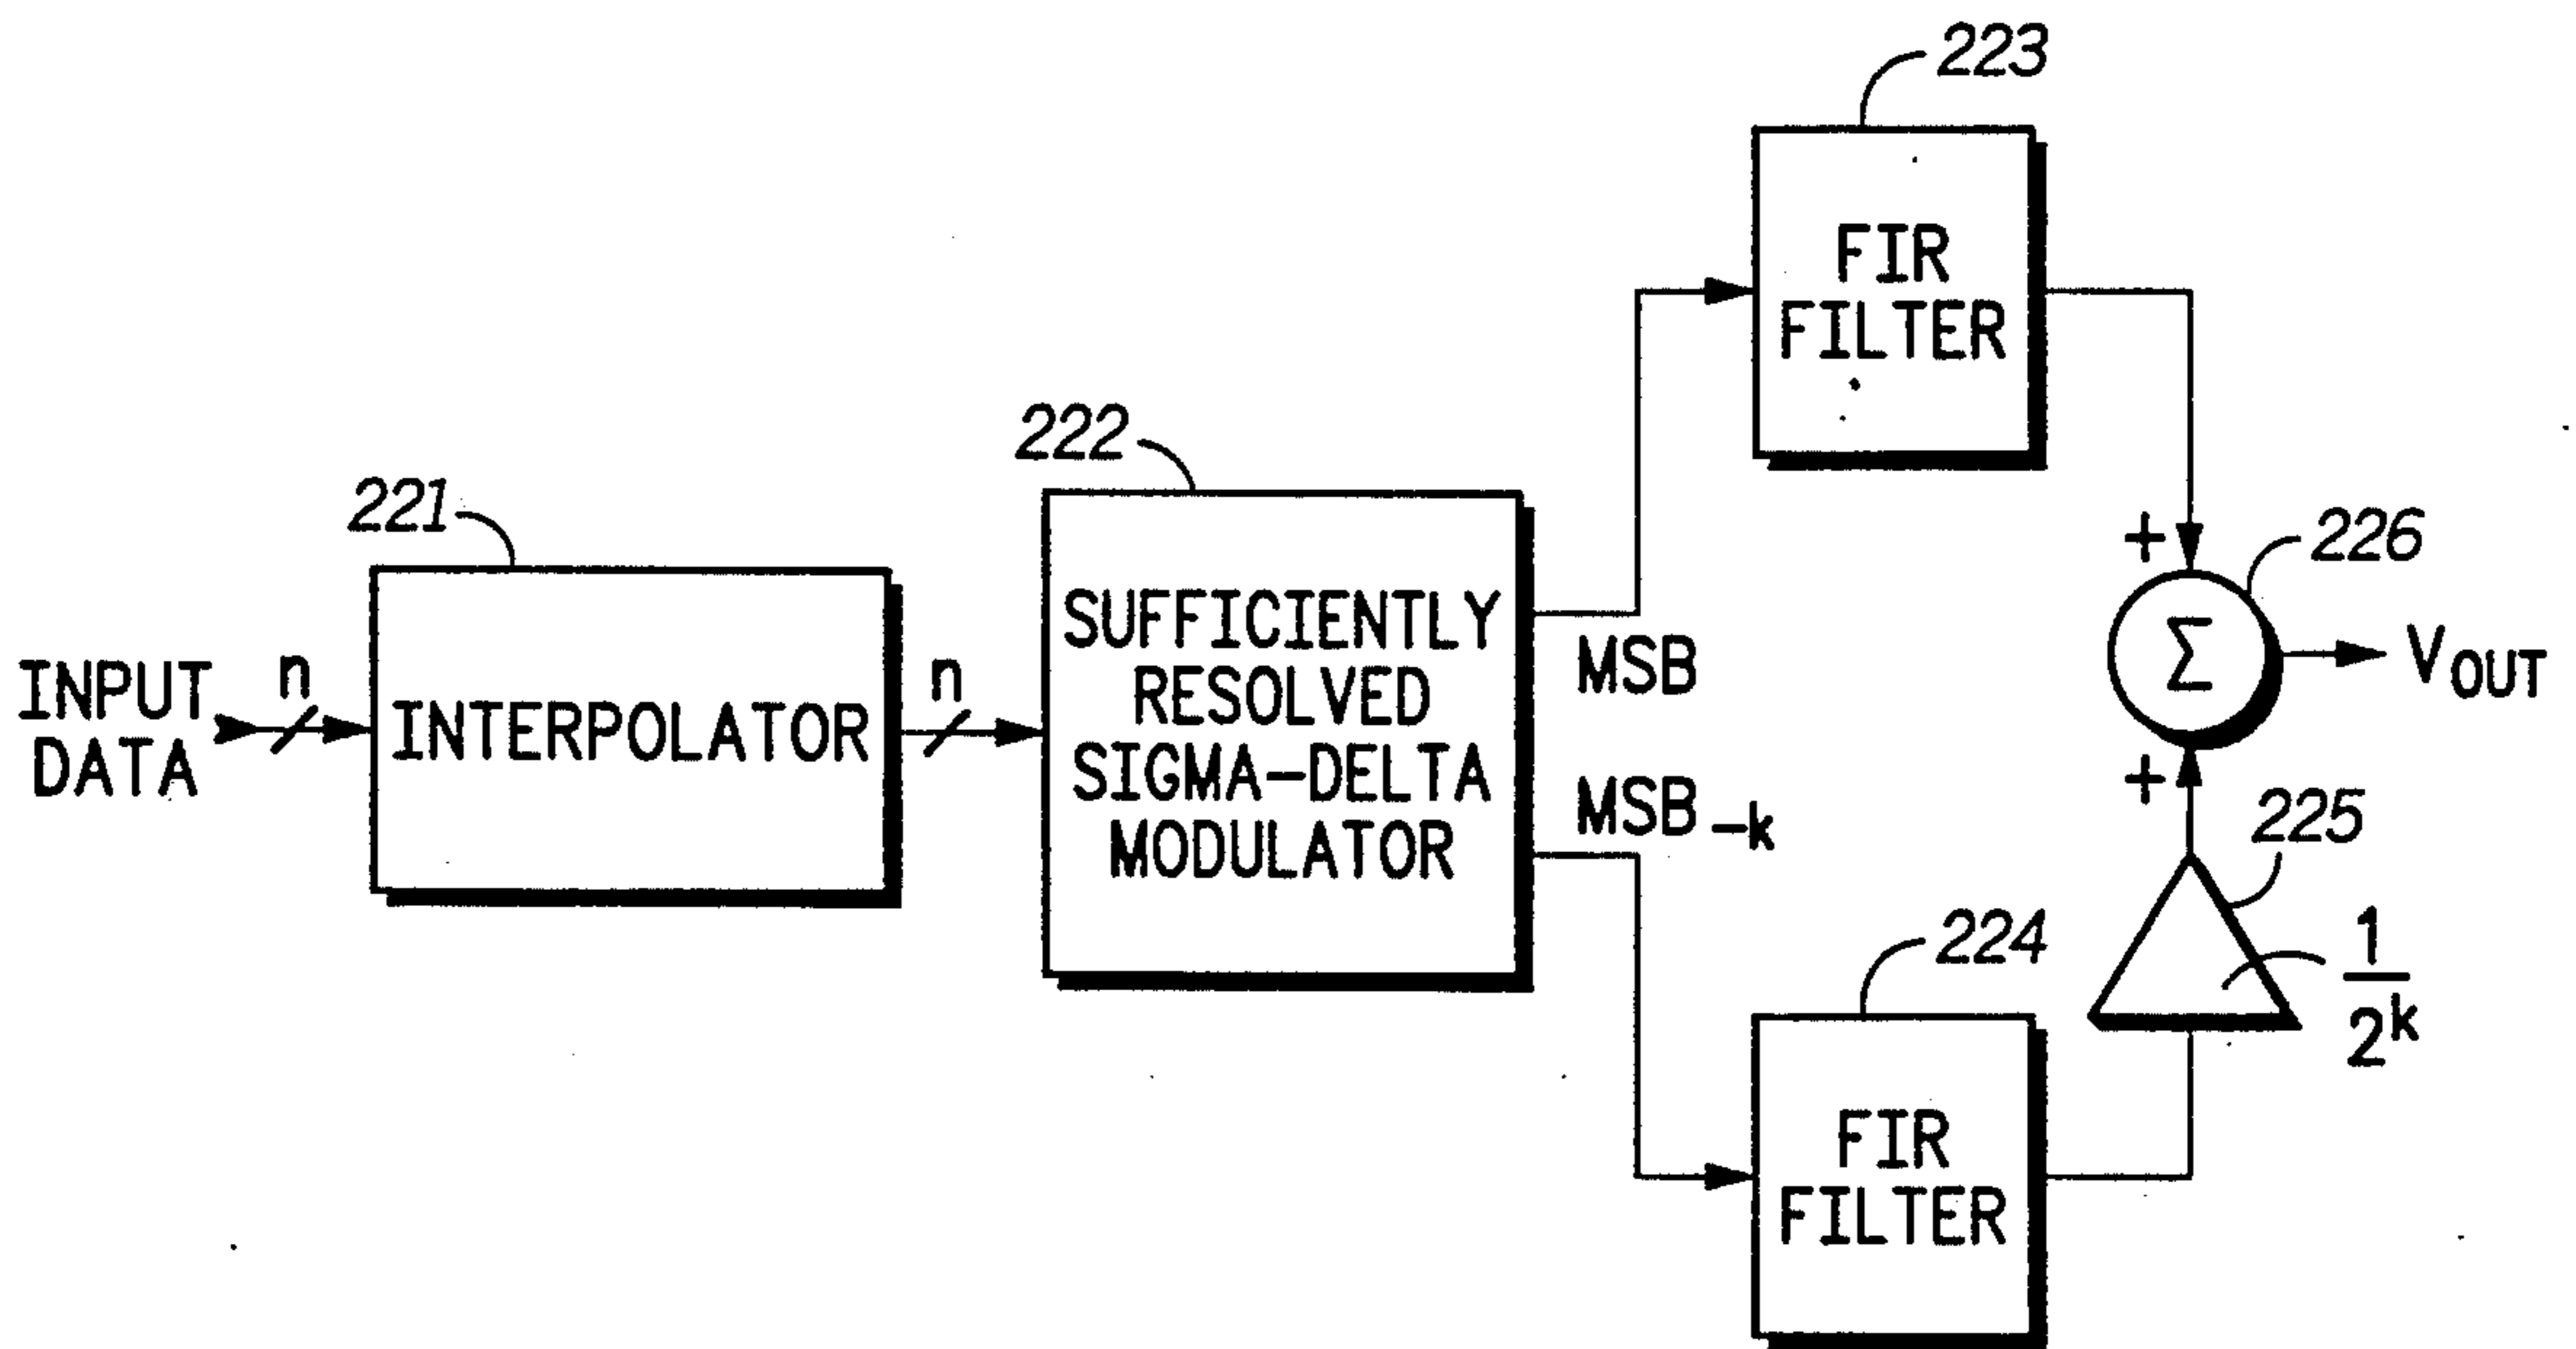 223
FIR
FILTER
222
221
226
+
Σ
V OUT
SUFFICIENTLY
RESOLVED
SIGMA-DELTA
MODULATOR
MSB
MSB -k
INPUT
DATA
n
INTERPOLATOR
n
+
225
1
2k
224
FIR
FILTER